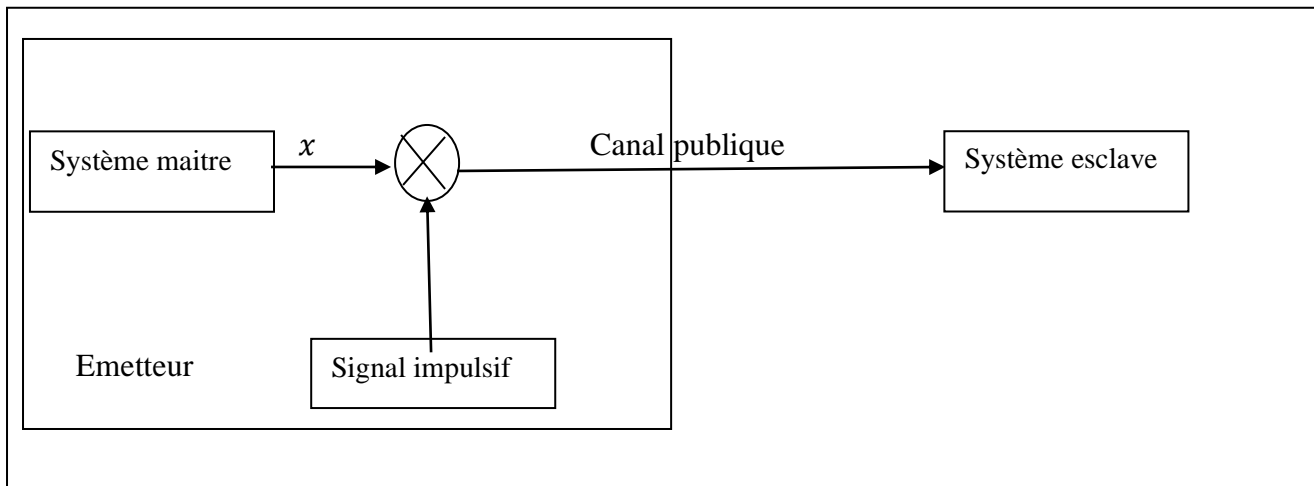 Système maitre
x
Canal publique
Système esclave
Emetteur
Signal impulsif